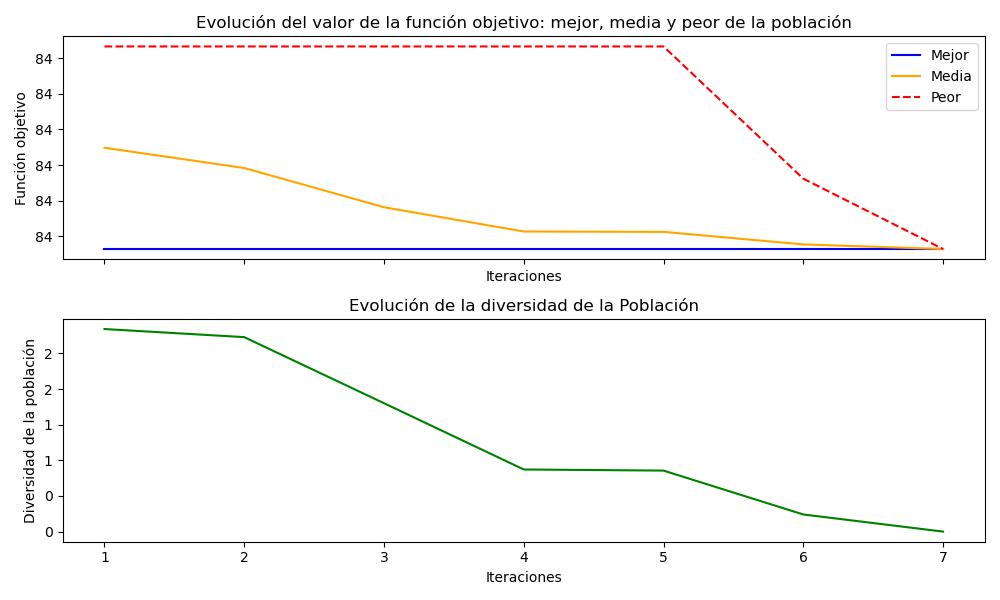 Evolución del valor de la función objetivo: mejor, media y peor de la población
Función objetivo
84
84
84
84
84
84
Mejor
Media
Peor
Iteraciones
Evolución de la diversidad de la Población
Diversidad de la población
2
2
1
1
0
0
1 2 3 4 5 6 7
Iteraciones